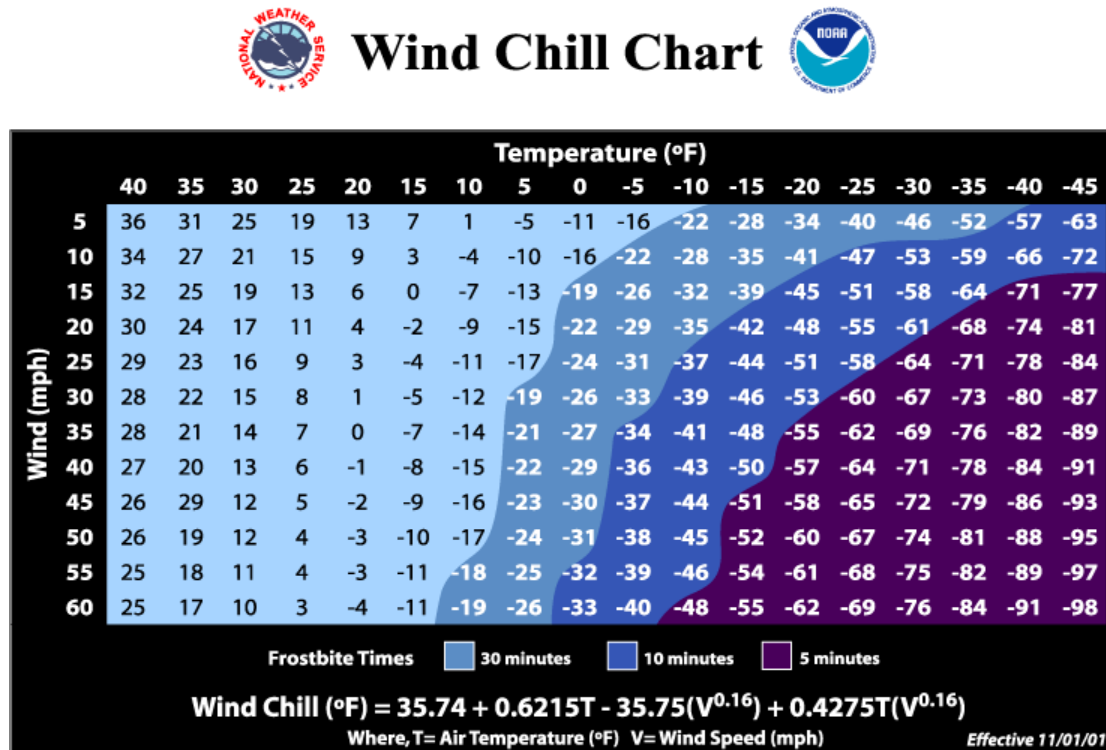 NATIONAL WEATHER SERVICE
Wind Chill Chart
NATIONAL OCEANIC AND ATMOSPHERIC ADMINISTRATION
NOAA
U.S. DEPARTMENT OF COMMERCE
Temperature (ºF)
40 35 30 25 20 15 10 5 0 -5 -10 -15 -20 -25 -30 -35 -40 -45
Wind (mph)
5 36 31 25 19 13 7 1 -5 -11 -16 -22 -28 -34 -40 -46 -52 -57 -63
10 34 27 21 15 9 3 -4 -10 -16 -22 -28 -35 -41 -47 -53 -59 -66 -72
15 32 25 19 13 6 0 -7 -13 -19 -26 -32 -39 -45 -51 -58 -64 -71 -77
20 30 24 17 11 4 -2 -9 -15 -22 -29 -35 -42 -48 -55 -61 -68 -74 -81
25 29 23 16 9 3 -4 -11 -17 -24 -31 -37 -44 -51 -58 -64 -71 -78 -84
30 28 22 15 8 1 -5 -12 -19 -26 -33 -39 -46 -53 -60 -67 -73 -80 -87
35 28 21 14 7 0 -7 -14 -21 -27 -34 -41 -48 -55 -62 -69 -76 -82 -89
40 27 20 13 6 -1 -8 -15 -22 -29 -36 -43 -50 -57 -64 -71 -78 -84 -91
45 26 29 12 5 -2 -9 -16 -23 -30 -37 -44 -51 -58 -65 -72 -79 -86 -93
50 26 19 12 4 -3 -10 -17 -24 -31 -38 -45 -52 -60 -67 -74 -81 -88 -95
55 25 18 11 4 -3 -11 -18 -25 -32 -39 -46 -54 -61 -68 -75 -82 -89 -97
60 25 17 10 3 -4 -11 -19 -26 -33 -40 -48 -55 -62 -69 -76 -84 -91 -98
Frostbite Times 30 minutes 10 minutes 5 minutes
Wind Chill (ºF) = 35.74 + 0.6215T - 35.75(V^0.16) + 0.4275T(V^0.16)
Where, T= Air Temperature (ºF) V= Wind Speed (mph) Effective 11/01/01